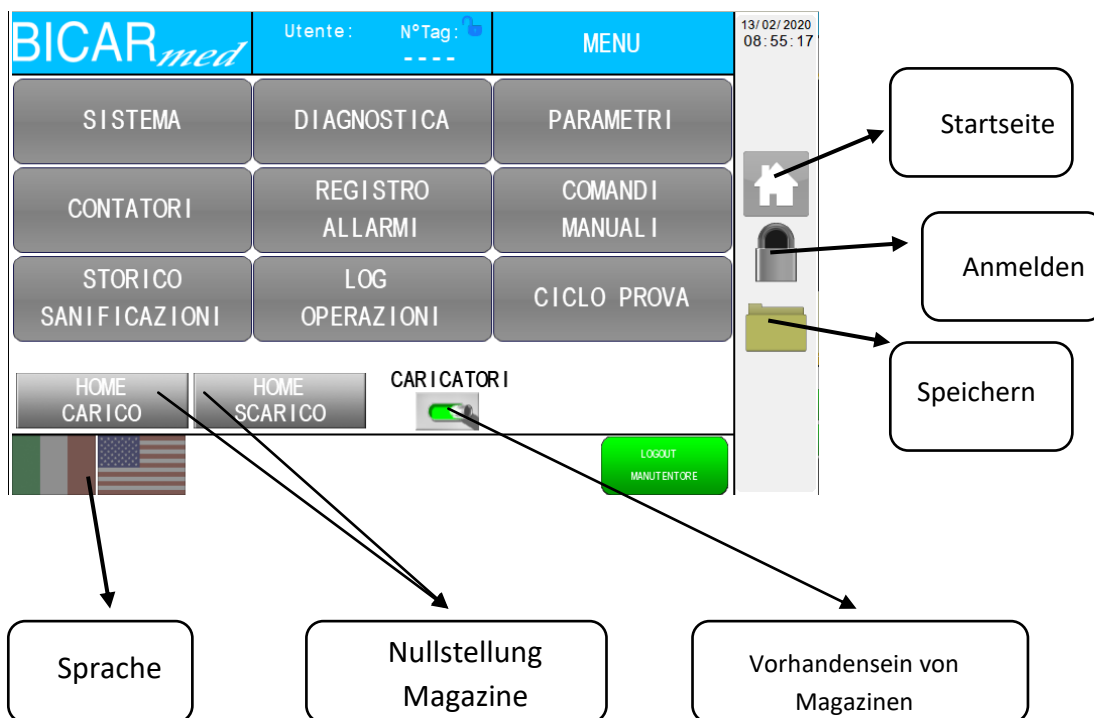 BICARmed
Utente: N°Tag:
----
MENU
13/02/2020
08:55:17
SISTEMA
DIAGNOSTICA
PARAMETRI
CONTATORI
REGISTRO
ALLARMI
COMANDI
MANUALI
STORICO
SANIFICAZIONI
LOG
OPERAZIONI
CICLO PROVA
HOME
CARICO
HOME
SCARICO
CARICATORI
LOGOUT
MANUTENTORE
Startseite
Anmelden
Speichern
Sprache
Nullstellung
Magazine
Vorhandensein von
Magazinen